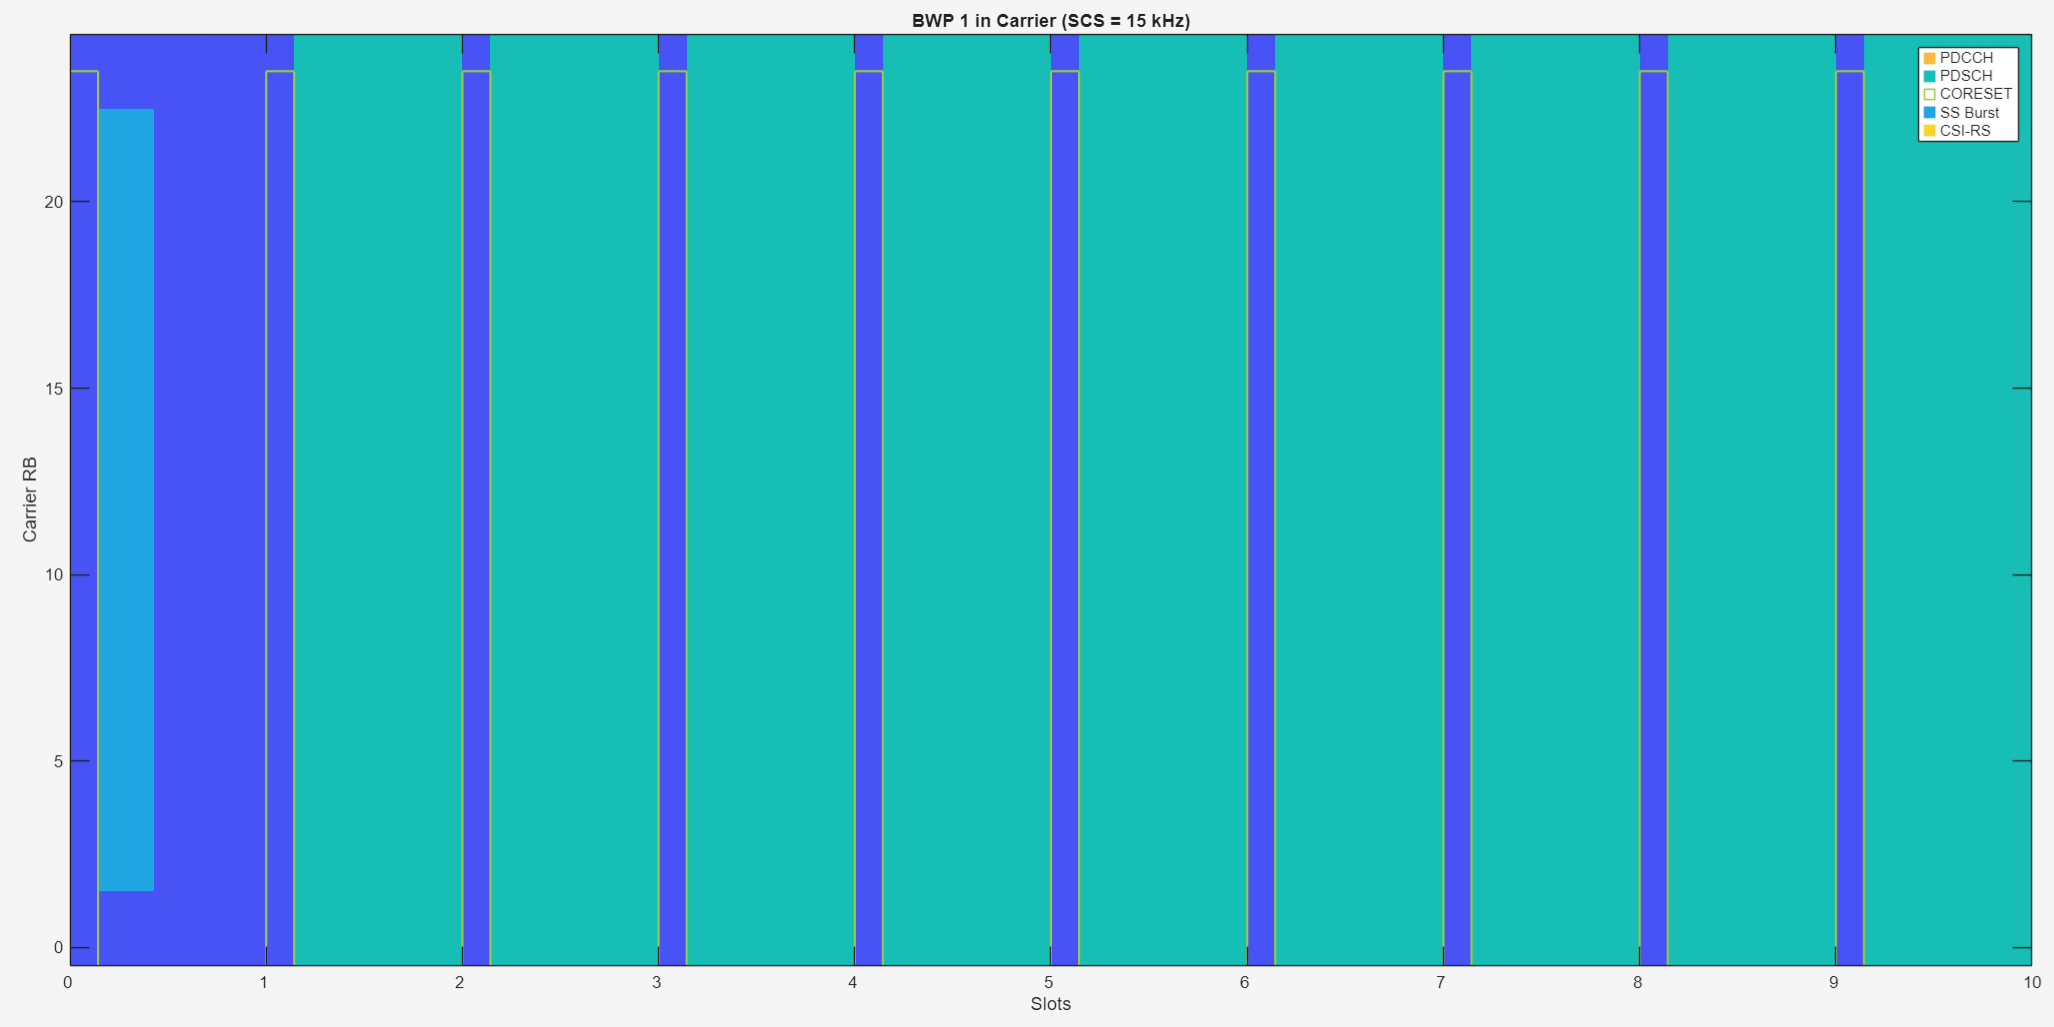 BWP 1 in Carrier (SCS = 15 kHz)
PDCCH
PDSCH
CORESET
SS Burst
CSI-RS
Carrier RB
20
15
10
5
0
0 1 2 3 4 5 6 7 8 9 10
Slots